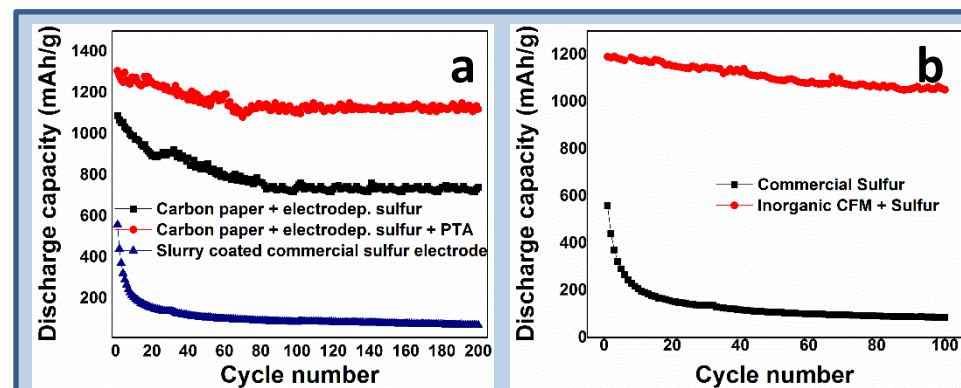 a
Discharge capacity (mAh/g)
1400
1200
1000
800
600
400
200
Carbon paper + electrodep. sulfur
Carbon paper + electrodep. sulfur + PTA
Slurry coated commercial sulfur electrode
0 20 40 60 80 100 120 140 160 180 200
Cycle number
b
Discharge capacity (mAh/g)
1200
1000
800
600
400
200
0
Commercial Sulfur
Inorganic CFM + Sulfur
0 20 40 60 80 100
Cycle number